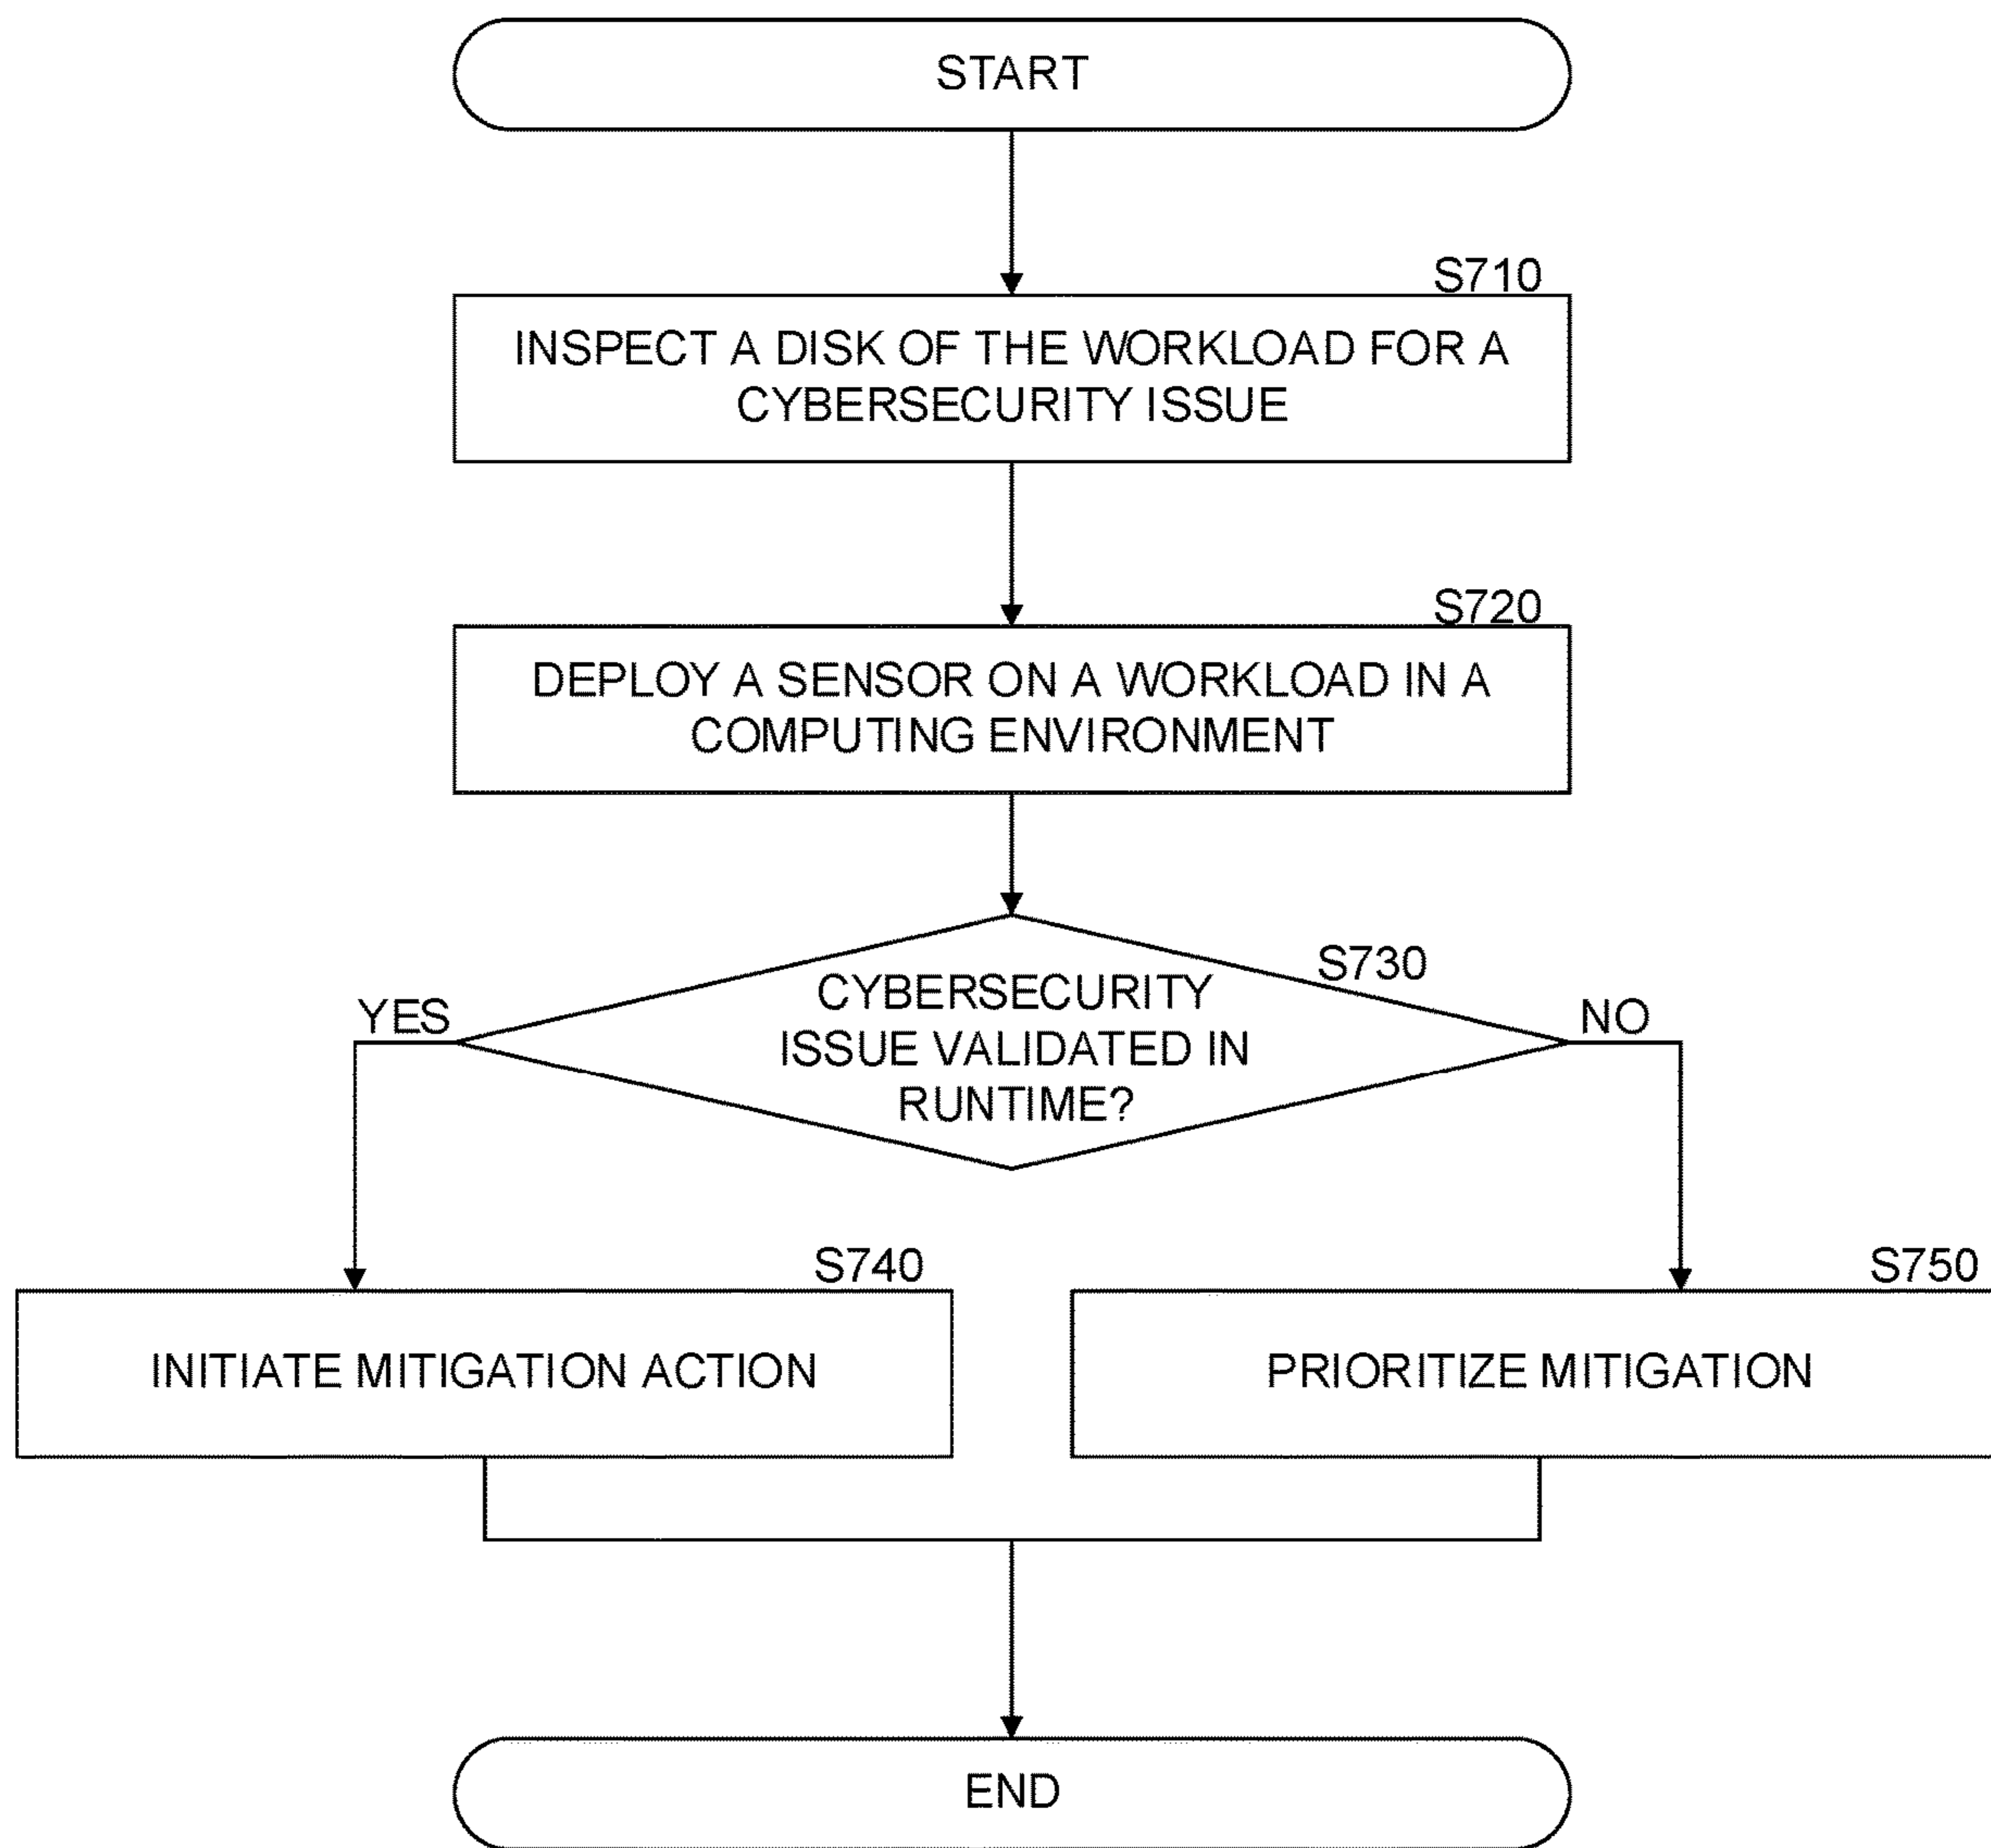 START
S710
INSPECT A DISK OF THE WORKLOAD FOR A
CYBERSECURITY ISSUE
S720
DEPLOY A SENSOR ON A WORKLOAD IN A
COMPUTING ENVIRONMENT
S730
CYBERSECURITY
ISSUE VALIDATED IN
RUNTIME?
YES
NO
S740
INITIATE MITIGATION ACTION
S750
PRIORITIZE MITIGATION
END